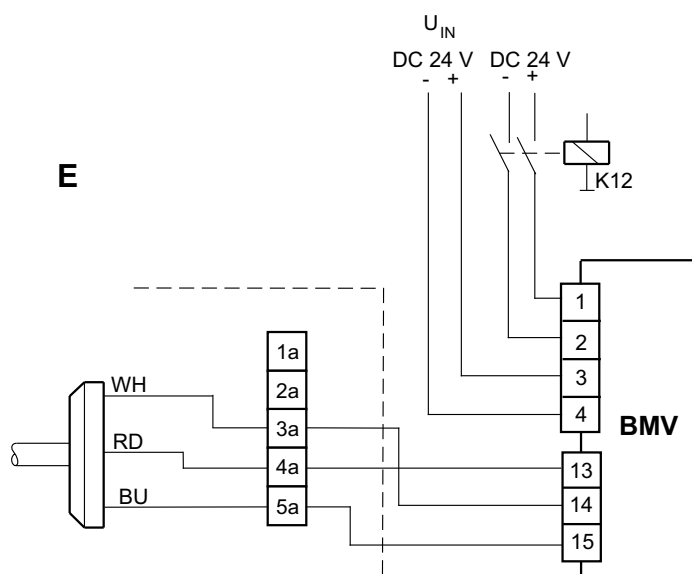 U IN
DC 24 V DC 24 V
- + - +
K12
E
1
2
3
4
BMV
1a
2a
3a
4a
5a
WH
RD
BU
13
14
15